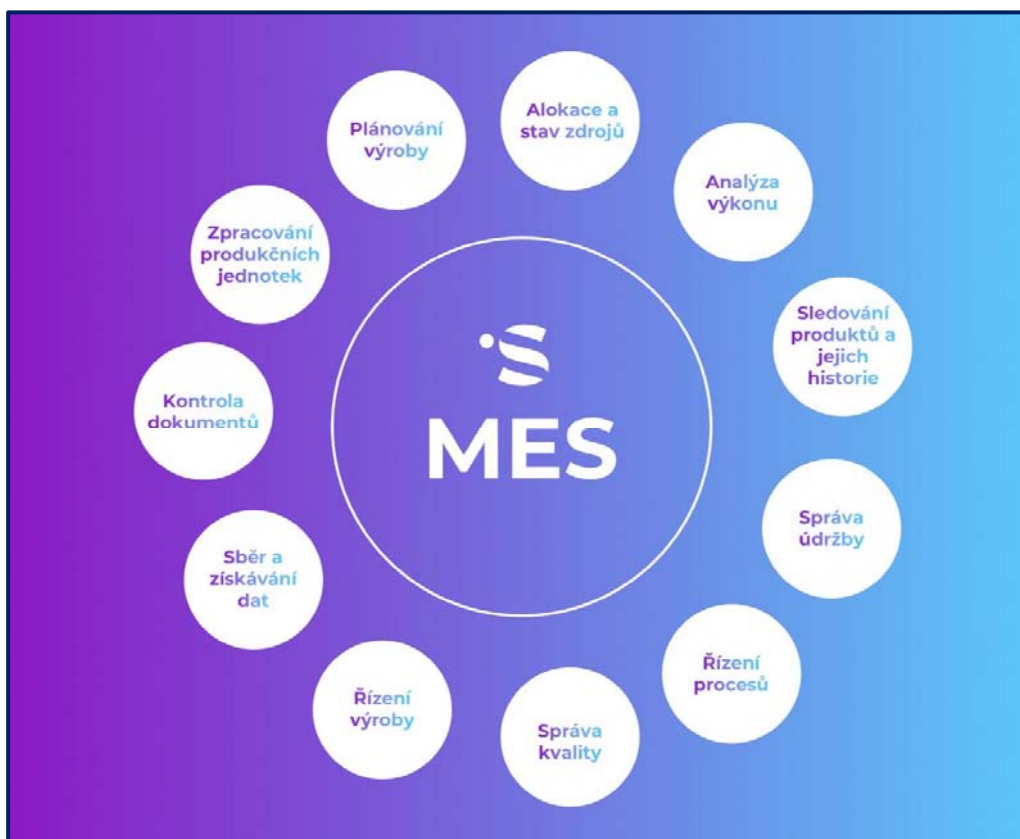 Alokace a
stav zdrojů
Plánování
výroby
Analýza
výkonu
Zpracování
produkčních
jednotek
Sledování
produktů a
jejich
historie
Kontrola
dokumentů
MES
Správa
údržby
Sběr a
získávání
dat
Řízení
procesů
Řízení
výroby
Správa
kvality